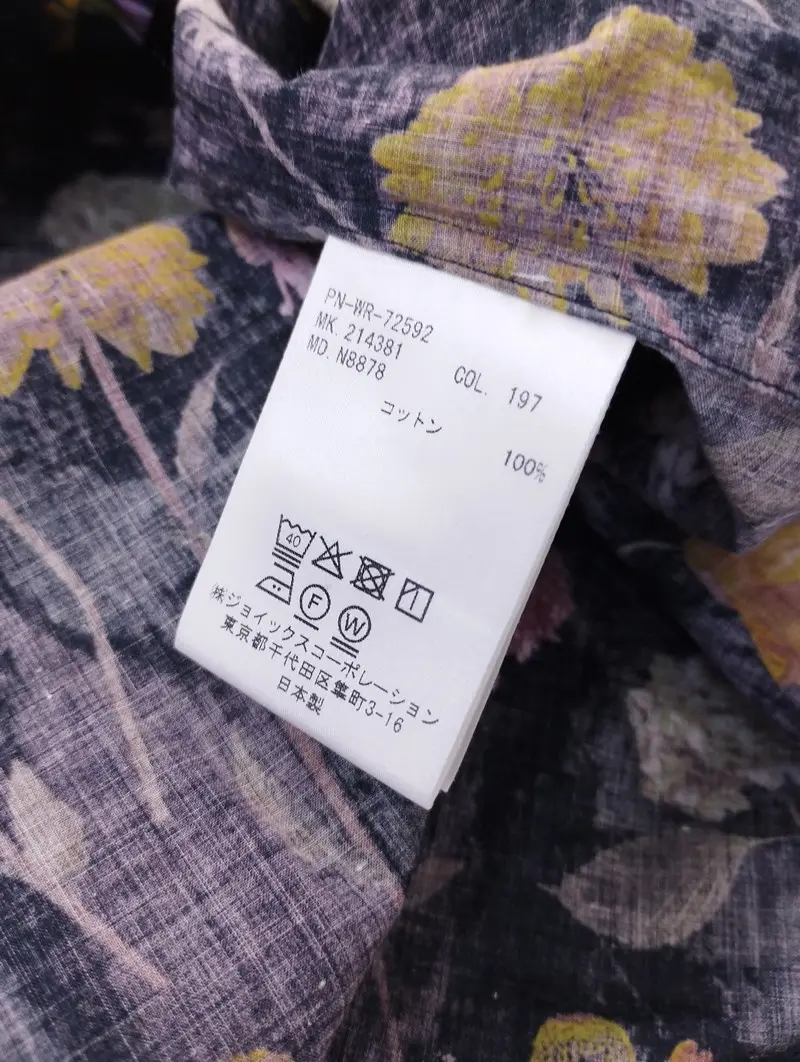 PN-WR-72592
MK. 214381
MD. N8878 COL. 197
コットン
100%
40
F W
㈱ジョイックスコーポレーション
東京都千代田区隼町3-16
日本製